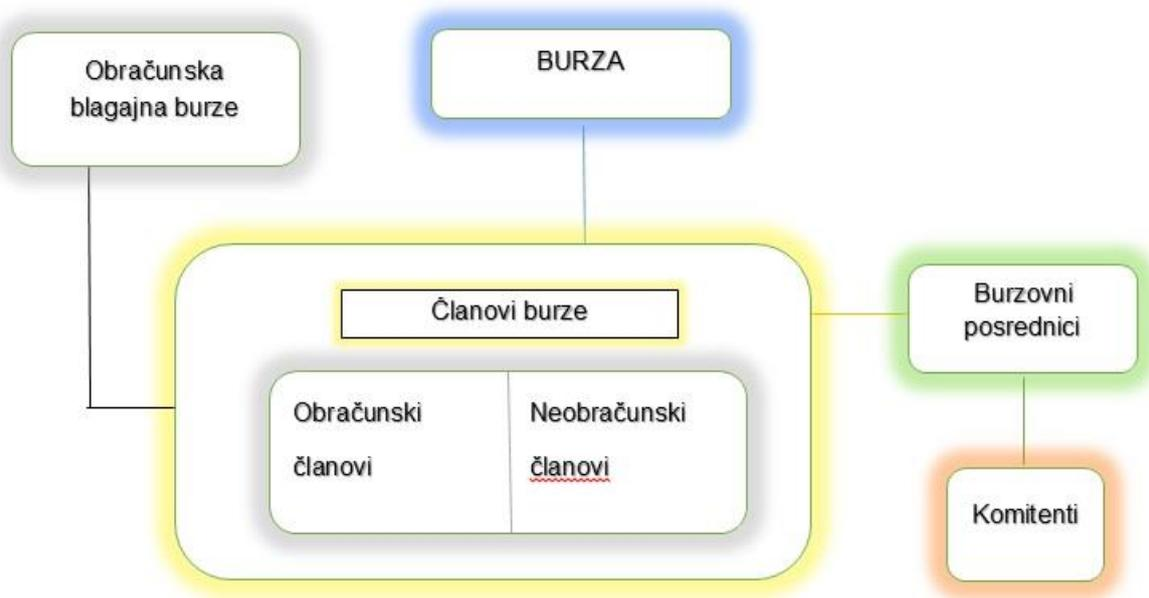 Obračunska
blagajna burze
BURZA
Članovi burze
Obračunski
članovi
Neobračunski
članovi
Burzovni
posrednici
Komitenti